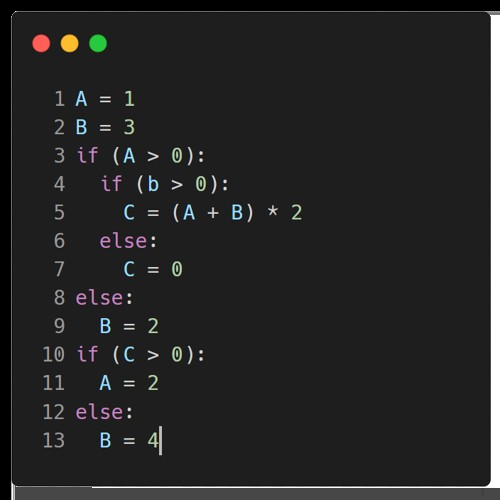 1 A = 1
2 B = 3
3 if (A > 0):
4   if (b > 0):
5     C = (A + B) * 2
6   else:
7     C = 0
8 else:
9   B = 2
10 if (C > 0):
11   A = 2
12 else:
13   B = 4